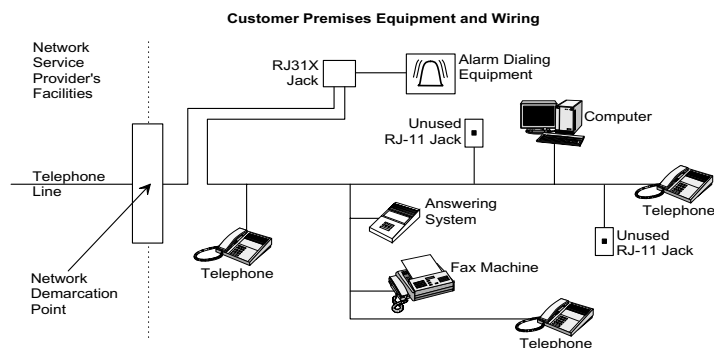 Customer Premises Equipment and Wiring
Network
Service
Provider's
Facilities
RJ31X
Jack
Alarm Dialing
Equipment
Unused
RJ-11 Jack
Computer
Telephone
Line
Answering
System
Telephone
Unused
RJ-11 Jack
Telephone
Fax Machine
Network
Demarcation
Point
Telephone